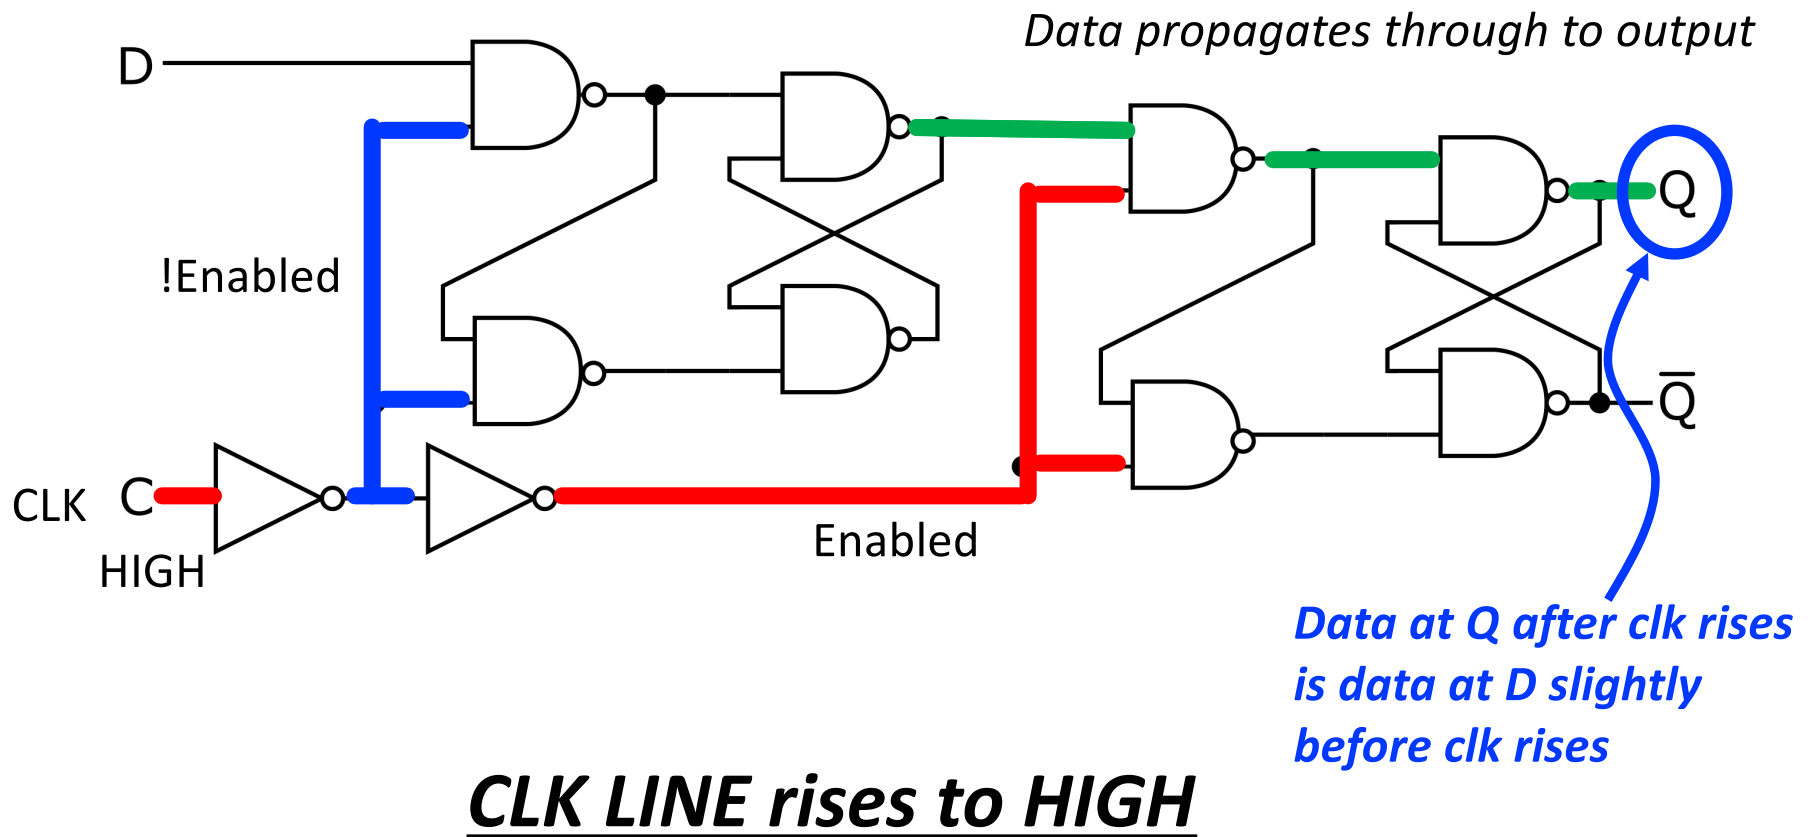 Data propagates through to output
D
!Enabled
Q
Q̅
CLK C
HIGH
Enabled
Data at Q after clk rises
is data at D slightly
before clk rises
CLK LINE rises to HIGH